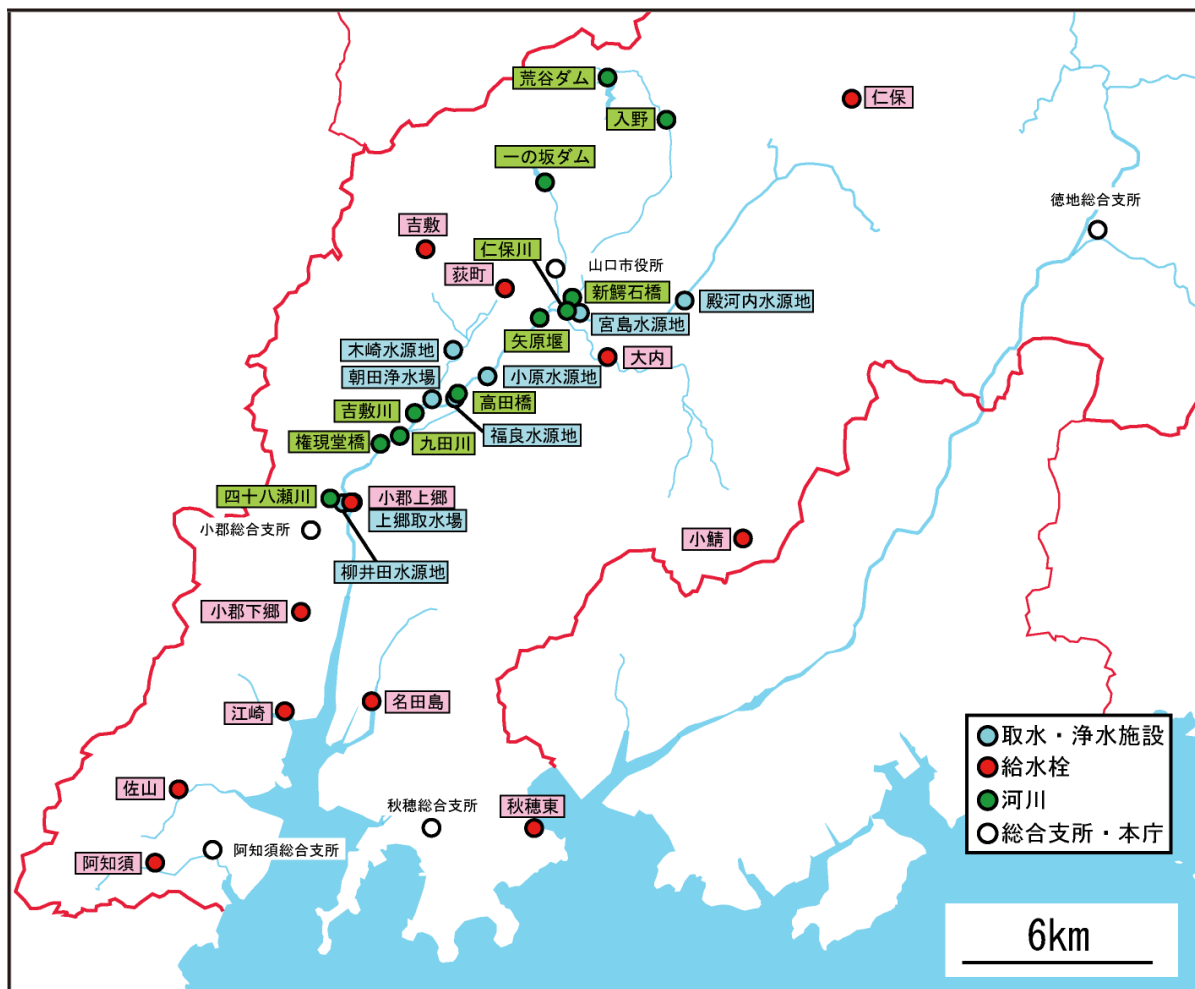 荒谷ダム
仁保
入野
一の坂ダム
徳地総合支所
吉敷
仁保川
山口市役所
荻町
新鰐石橋
殿河内水源地
宮島水源地
矢原堰
木崎水源地
大内
朝田浄水場
小原水源地
高田橋
吉敷川
福良水源地
権現堂橋
九田川
四十八瀬川
小郡上郷
上郷取水場
小郡総合支所
小鯖
柳井田水源地
小郡下郷
名田島
江崎
取水・浄水施設
給水栓
河川
総合支所・本庁
佐山
秋穂総合支所
秋穂東
阿知須総合支所
阿知須
6km